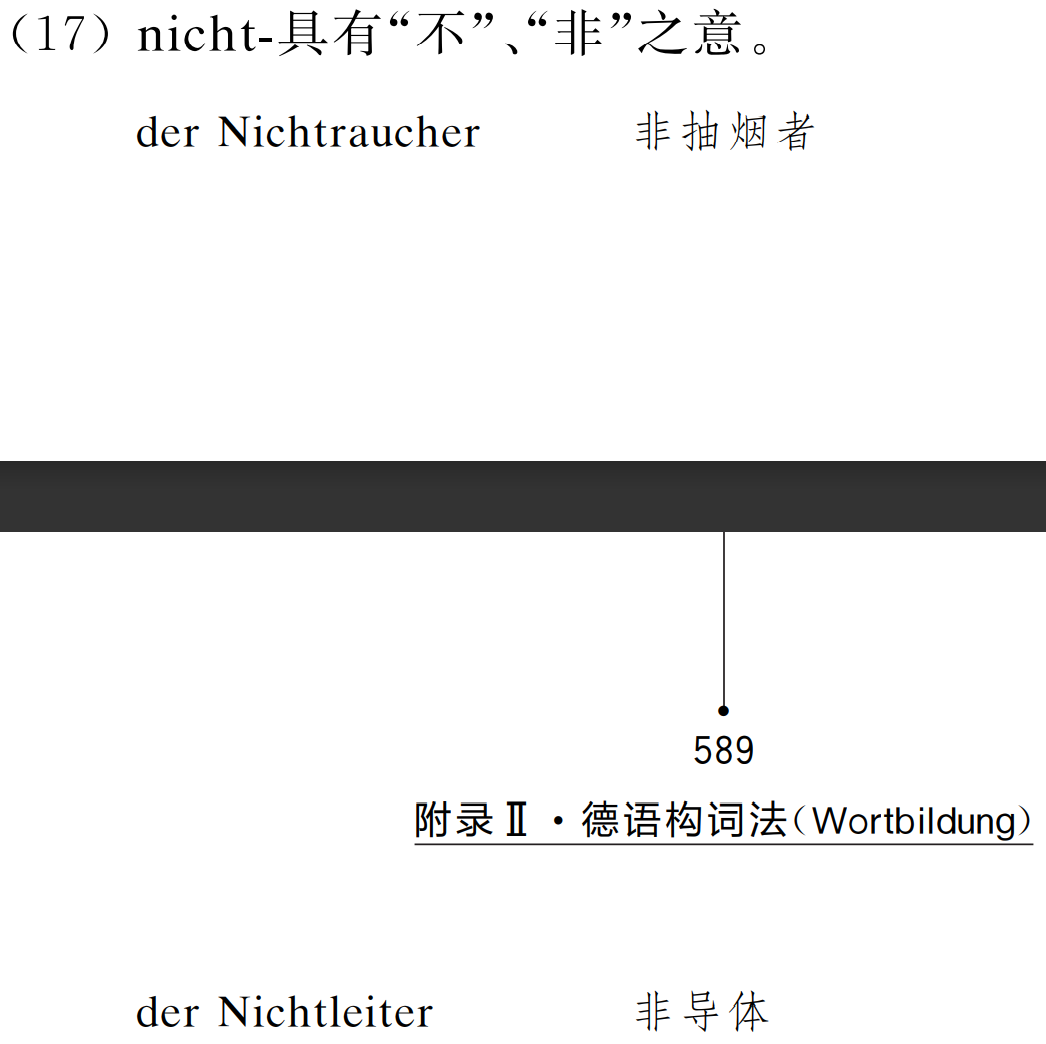 （17）nicht-具有“不”、“非”之意。
der Nichtraucher 非抽烟者
589
附录Ⅱ·德语构词法（Wortbildung）
der Nichtleiter 非导体